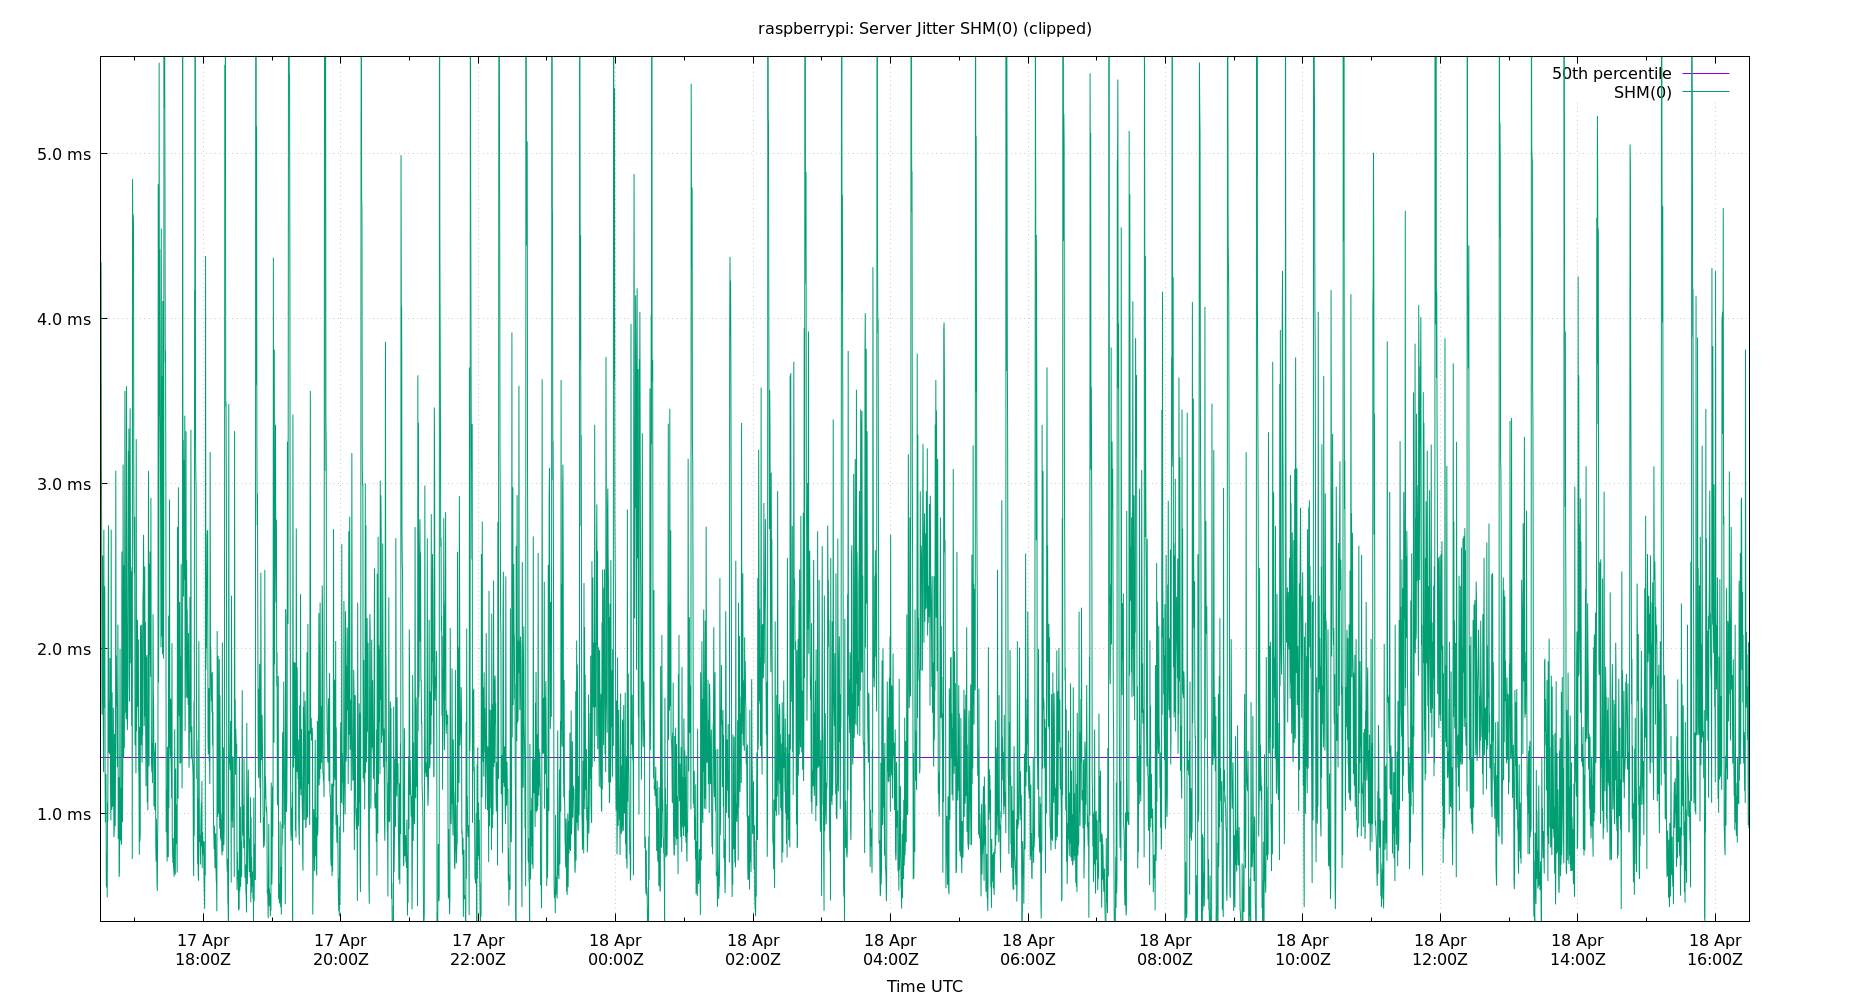 raspberrypi: Server Jitter SHM(0) (clipped)
50th percentile
SHM(0)
5.0 ms
4.0 ms
3.0 ms
2.0 ms
1.0 ms
17 Apr 17 Apr 17 Apr 18 Apr 18 Apr 18 Apr 18 Apr 18 Apr 18 Apr 18 Apr 18 Apr 18 Apr
18:00Z 20:00Z 22:00Z 00:00Z 02:00Z 04:00Z 06:00Z 08:00Z 10:00Z 12:00Z 14:00Z 16:00Z
Time UTC